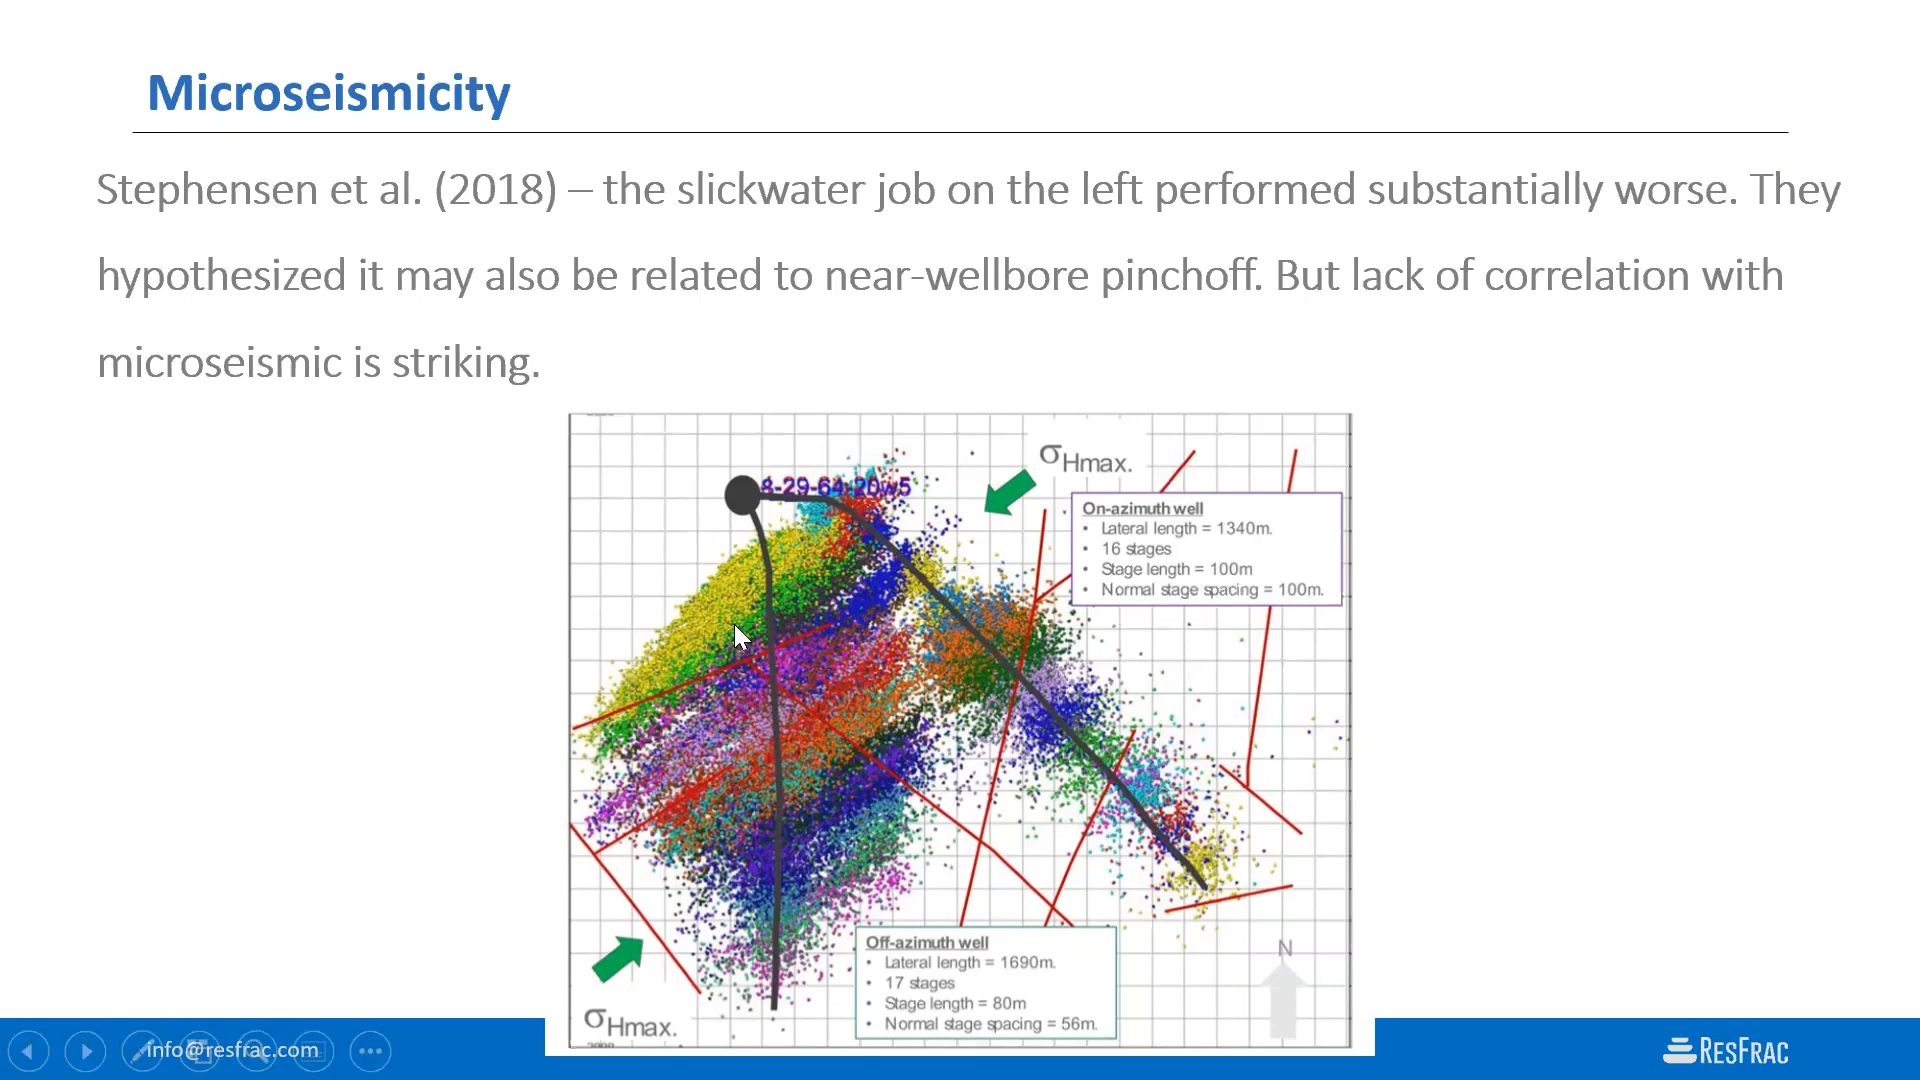 Microseismicity
Stephensen et al. (2018) – the slickwater job on the left performed substantially worse. They
hypothesized it may also be related to near-wellbore pinchoff. But lack of correlation with
microseismic is striking.
σHmax.
8-29-64-20w5
On-azimuth well
• Lateral length = 1340m.
• 16 stages
• Stage length = 100m
• Normal stage spacing = 100m.
Off-azimuth well
• Lateral length = 1690m.
• 17 stages
• Stage length = 80m
• Normal stage spacing = 56m.
N
σHmax.
info@resfrac.com
RESFRAC